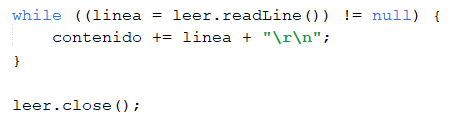 while ((linea = leer.readLine()) != null) {
    contenido += linea + "\r\n";
}
leer.close();